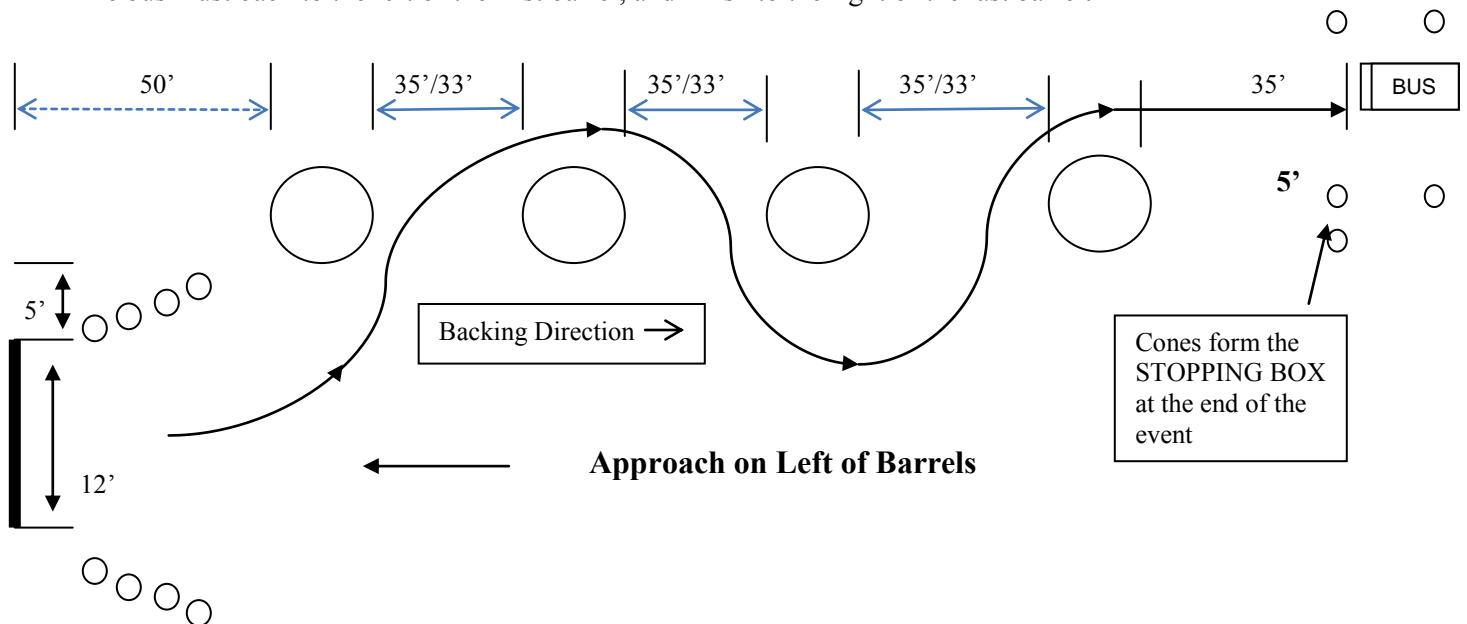 50’ 35’/33’ 35’/33’ 35’/33’ 35’ BUS
5’
5’
Backing Direction
Cones form the
STOPPING BOX
at the end of the
event
Approach on Left of Barrels
12’